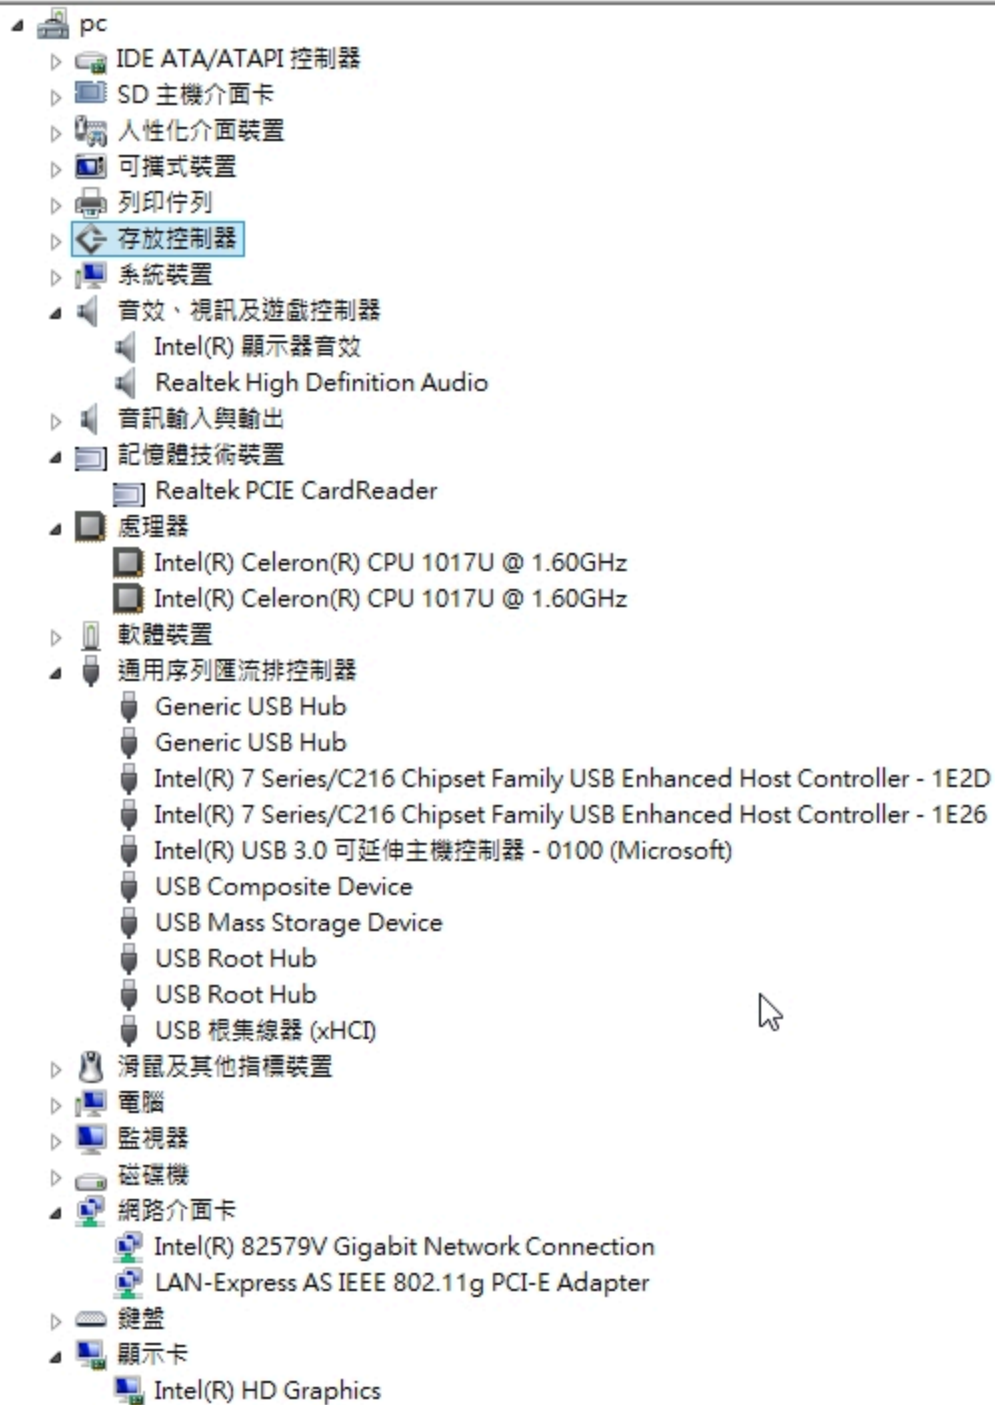 pc
IDE ATA/ATAPI 控制器
SD 主機介面卡
人性化介面裝置
可攜式裝置
列印佇列
存放控制器
系統裝置
音效、視訊及遊戲控制器
Intel(R) 顯示器音效
Realtek High Definition Audio
音訊輸入與輸出
記憶體技術裝置
Realtek PCIE CardReader
處理器
Intel(R) Celeron(R) CPU 1017U @ 1.60GHz
Intel(R) Celeron(R) CPU 1017U @ 1.60GHz
軟體裝置
通用序列匯流排控制器
Generic USB Hub
Generic USB Hub
Intel(R) 7 Series/C216 Chipset Family USB Enhanced Host Controller - 1E2D
Intel(R) 7 Series/C216 Chipset Family USB Enhanced Host Controller - 1E26
Intel(R) USB 3.0 可延伸主機控制器 - 0100 (Microsoft)
USB Composite Device
USB Mass Storage Device
USB Root Hub
USB Root Hub
USB 根集線器 (xHCI)
滑鼠及其他指標裝置
電腦
監視器
磁碟機
網路介面卡
Intel(R) 82579V Gigabit Network Connection
LAN-Express AS IEEE 802.11g PCI-E Adapter
鍵盤
顯示卡
Intel(R) HD Graphics